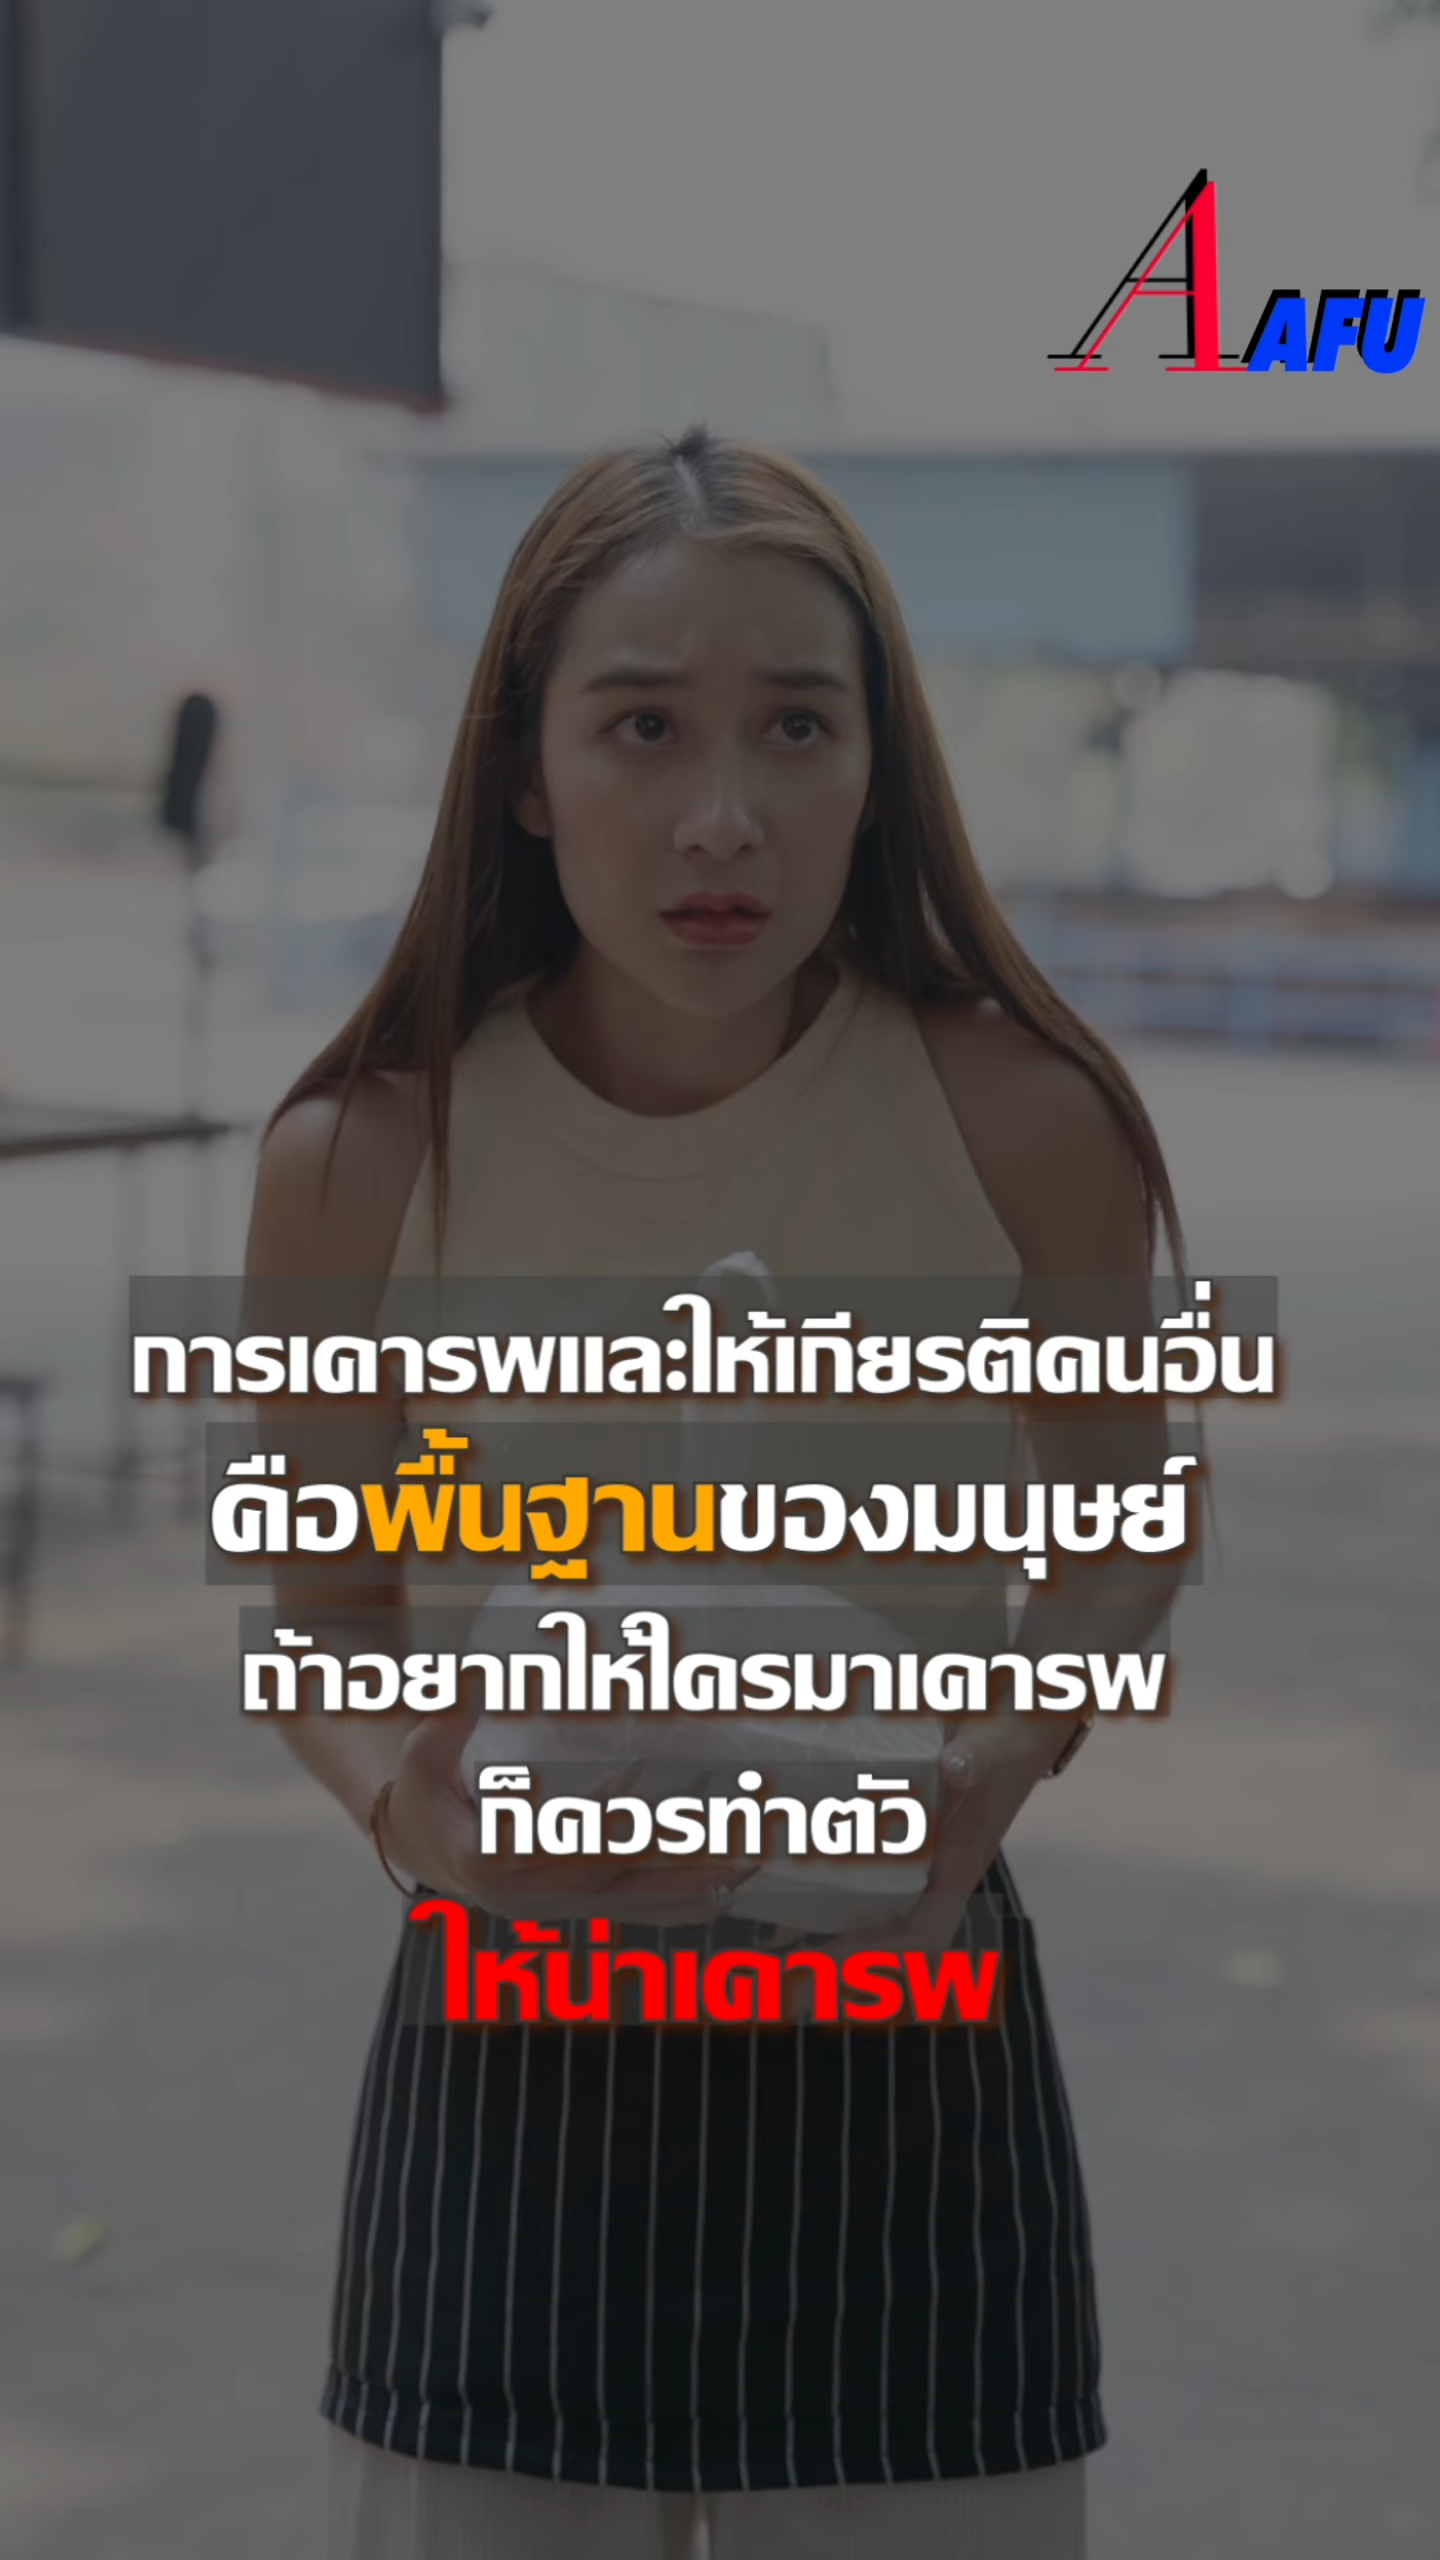 A AFU
การเคารพและให้เกียรติคนอื่น
คือพื้นฐานของมนุษย์
ถ้าอยากให้ใครมาเคารพ
ก็ควรทำตัว
ให้น่าเคารพ